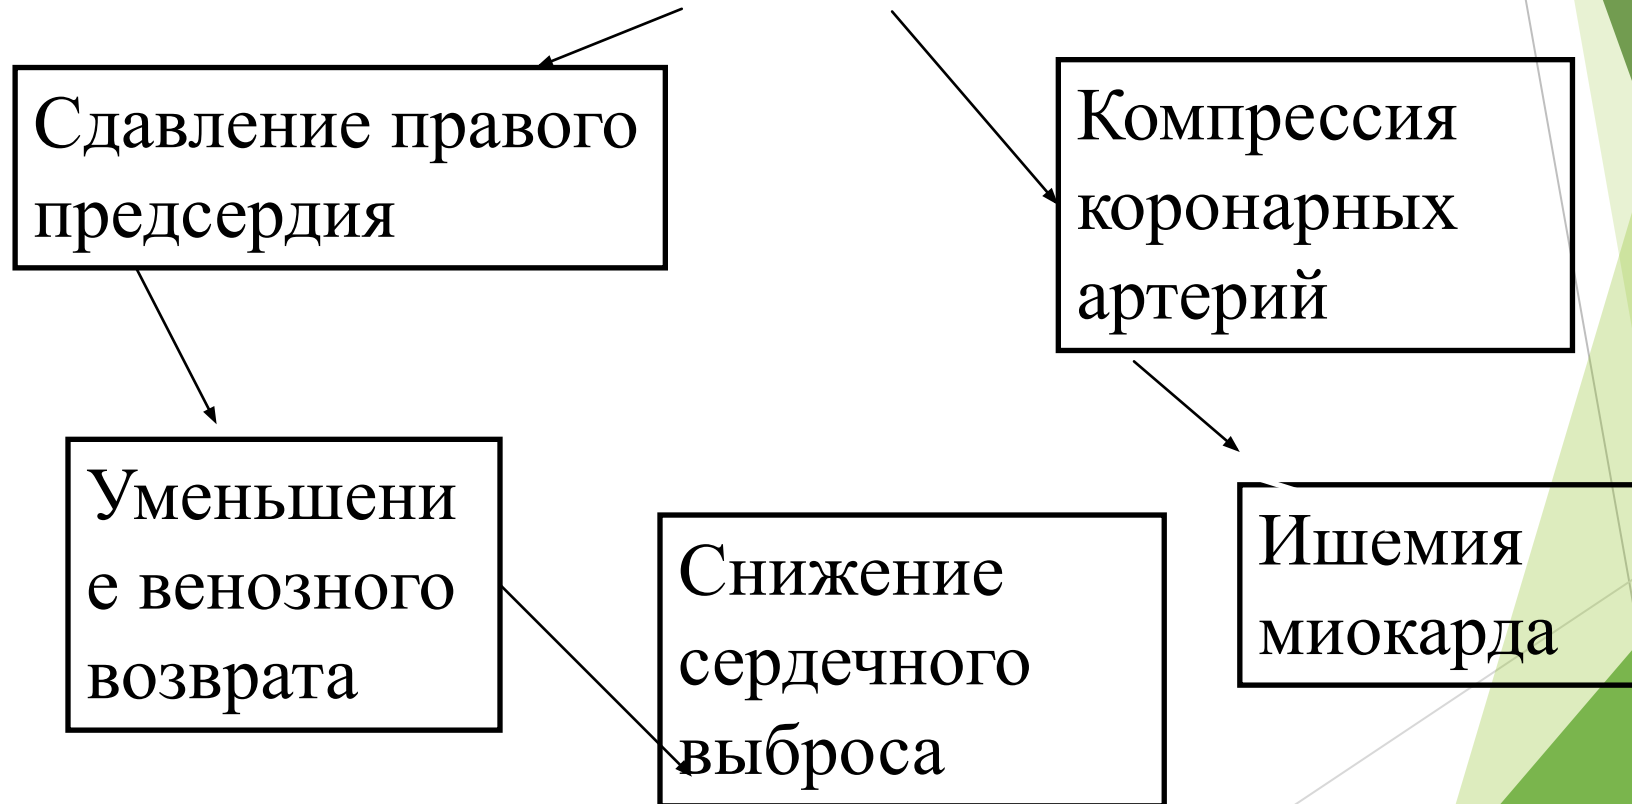 Сдавление правого
предсердия
Компрессия
коронарных
артерий
Уменьшени
е венозного
возврата
Снижение
сердечного
выброса
Ишемия
миокарда